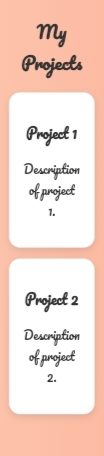 My
Projects
Project 1
Description
of project
1.
Project 2
Description
of project
2.